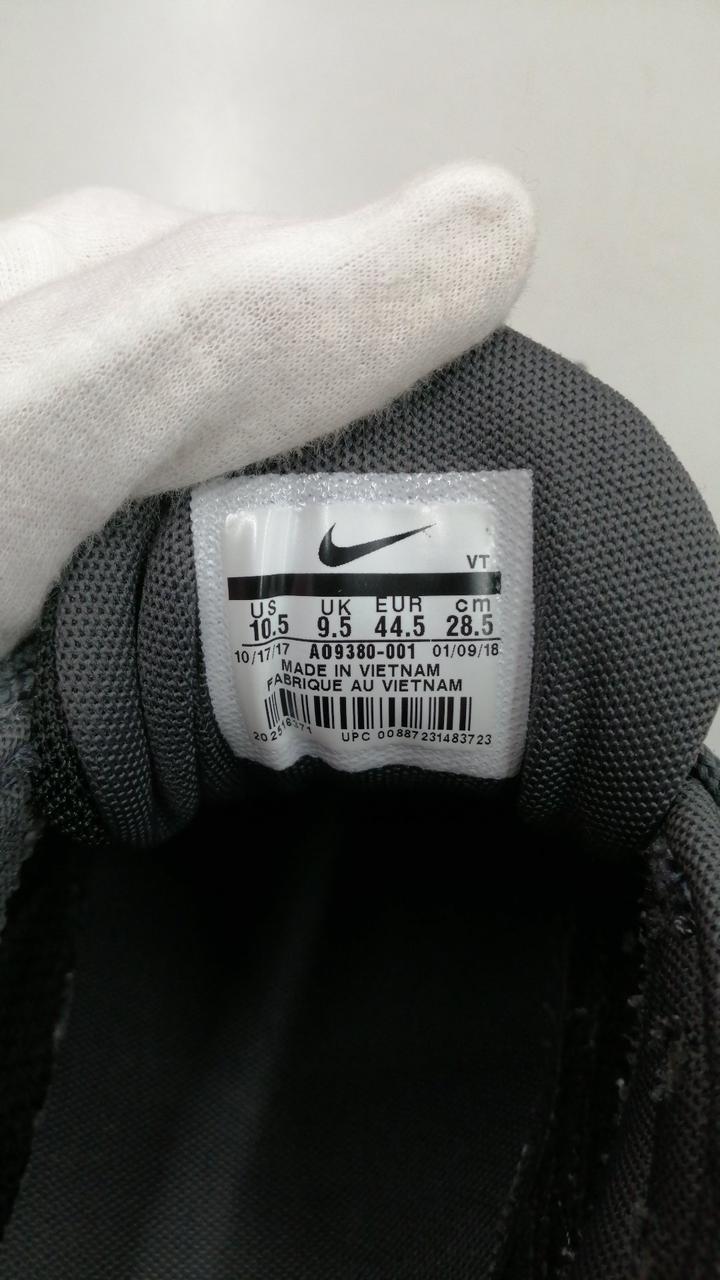 VT
US UK EUR cm
10.5 9.5 44.5 28.5
10/17/17 AO9380-001 01/09/18
MADE IN VIETNAM
FABRIQUE AU VIETNAM
UPC 00887231483723